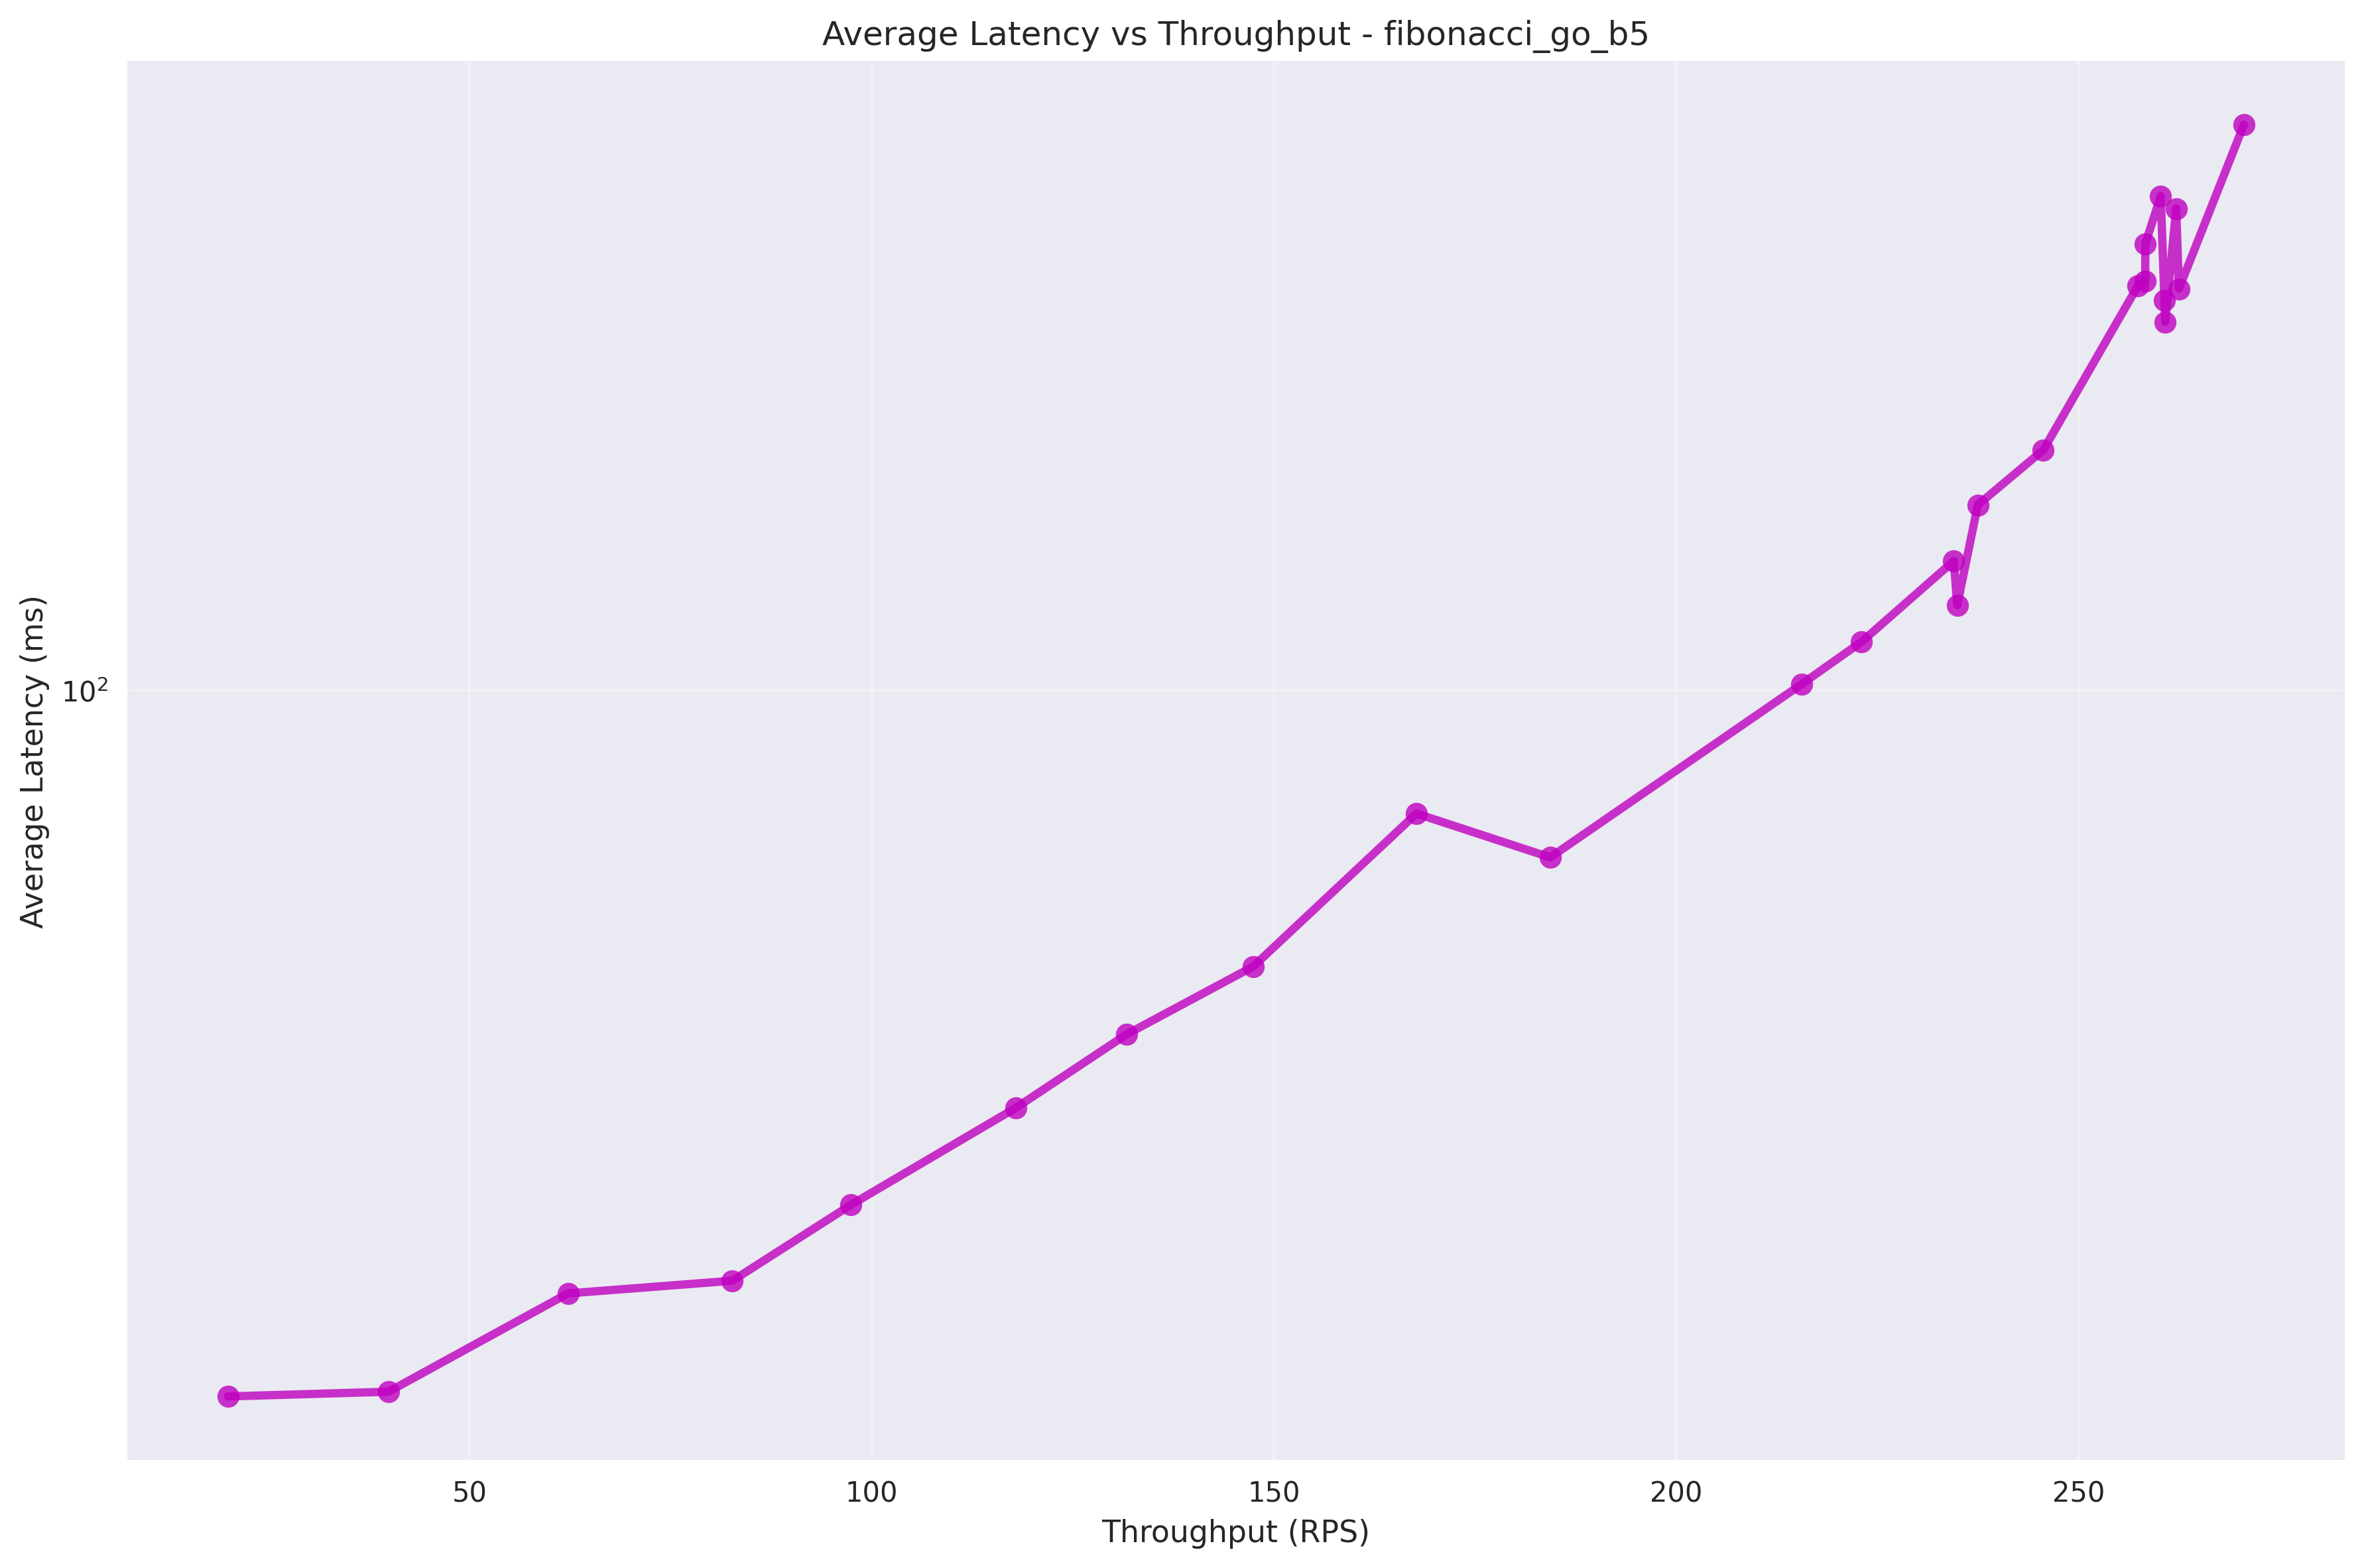 Average Latency vs Throughput - fibonacci_go_b5
Average Latency (ms)
10²
50 100 150 200 250
Throughput (RPS)